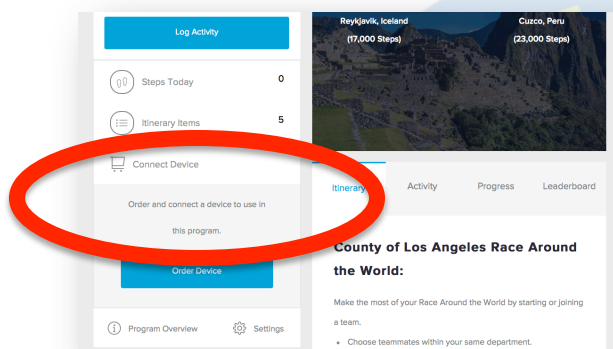 Log Activity
Steps Today
0
Itinerary Items
5
Connect Device
Order and connect a device to use in
this program.
Order Device
Program Overview
Settings
Reykjavik, Iceland
(17,000 Steps)
Cuzco, Peru
(23,000 Steps)
Itinerary
Activity
Progress
Leaderboard
County of Los Angeles Race Around
the World:
Make the most of your Race Around the World by starting or joining
a team.
• Choose teammates within your same department.